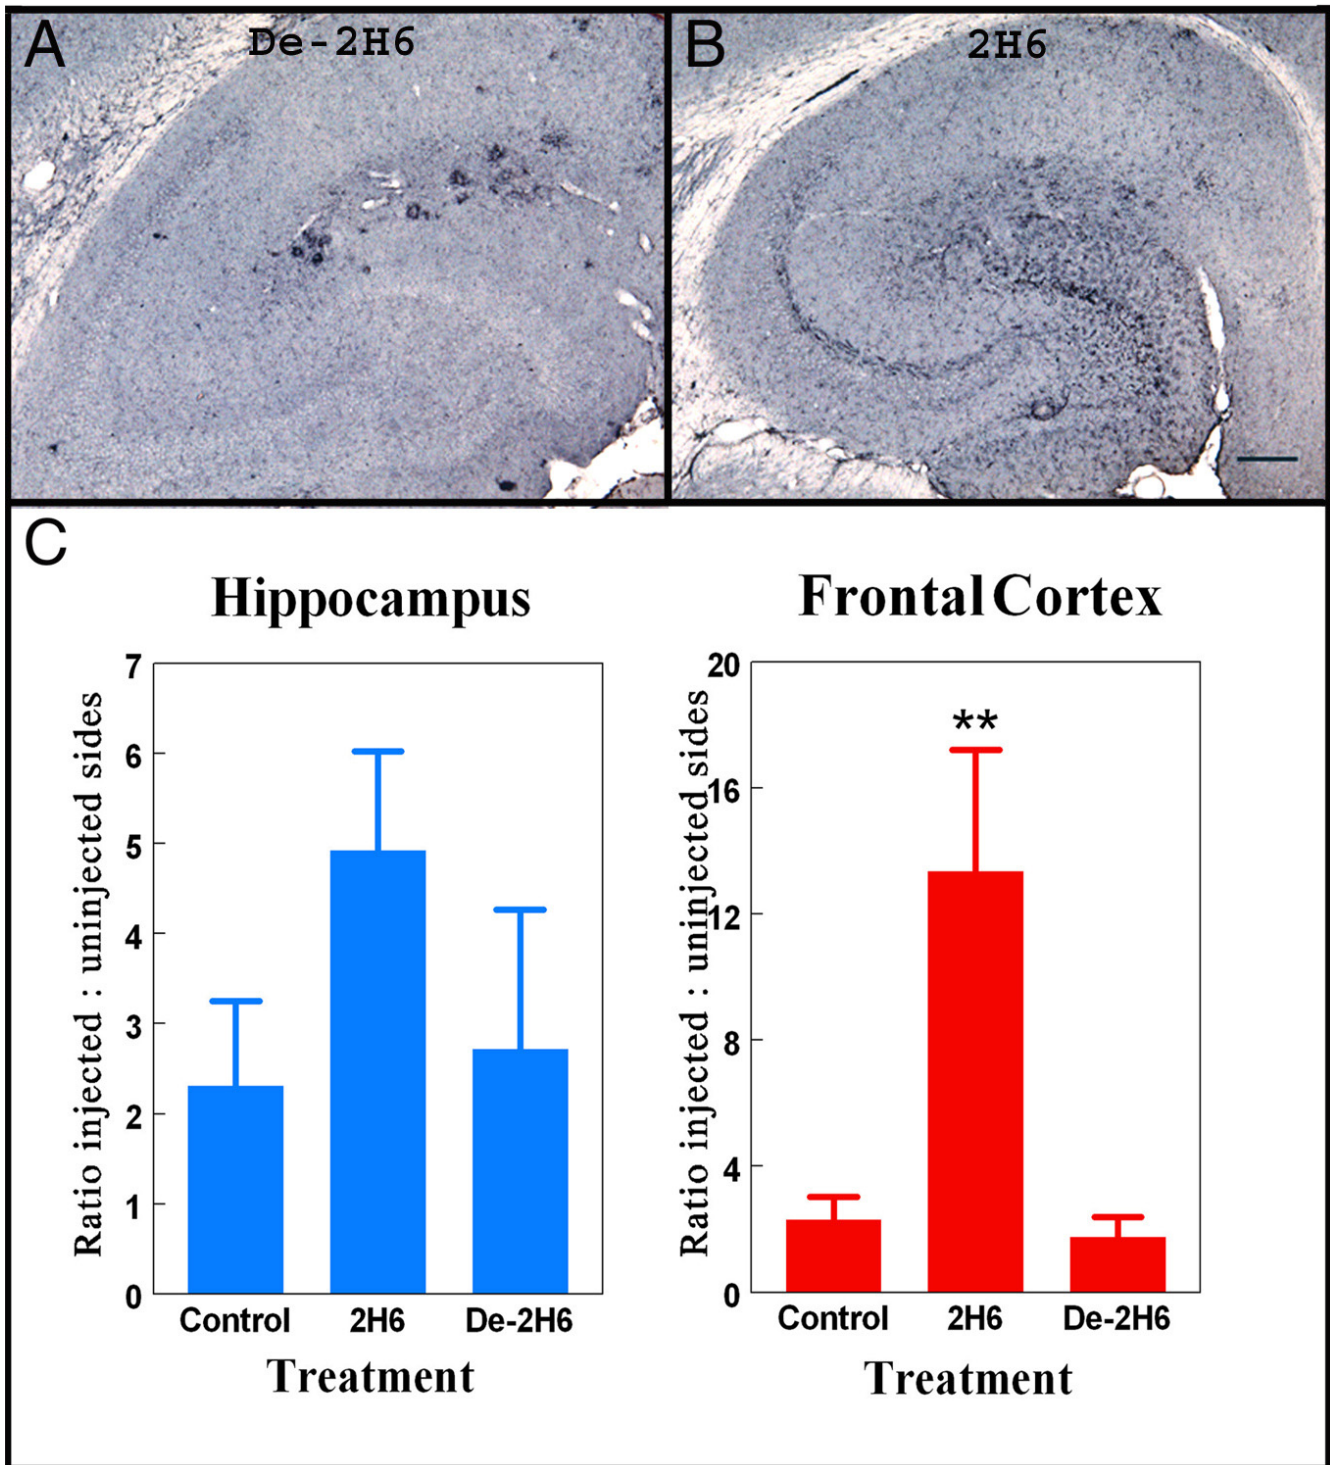 A
De-2H6
B
2H6
C
Hippocampus
Ratio injected : uninjected sides
7
6
5
4
3
2
1
0
Control
2H6
De-2H6
Treatment
Frontal Cortex
Ratio injected : uninjected sides
20
16
12
8
4
0
**
Control
2H6
De-2H6
Treatment